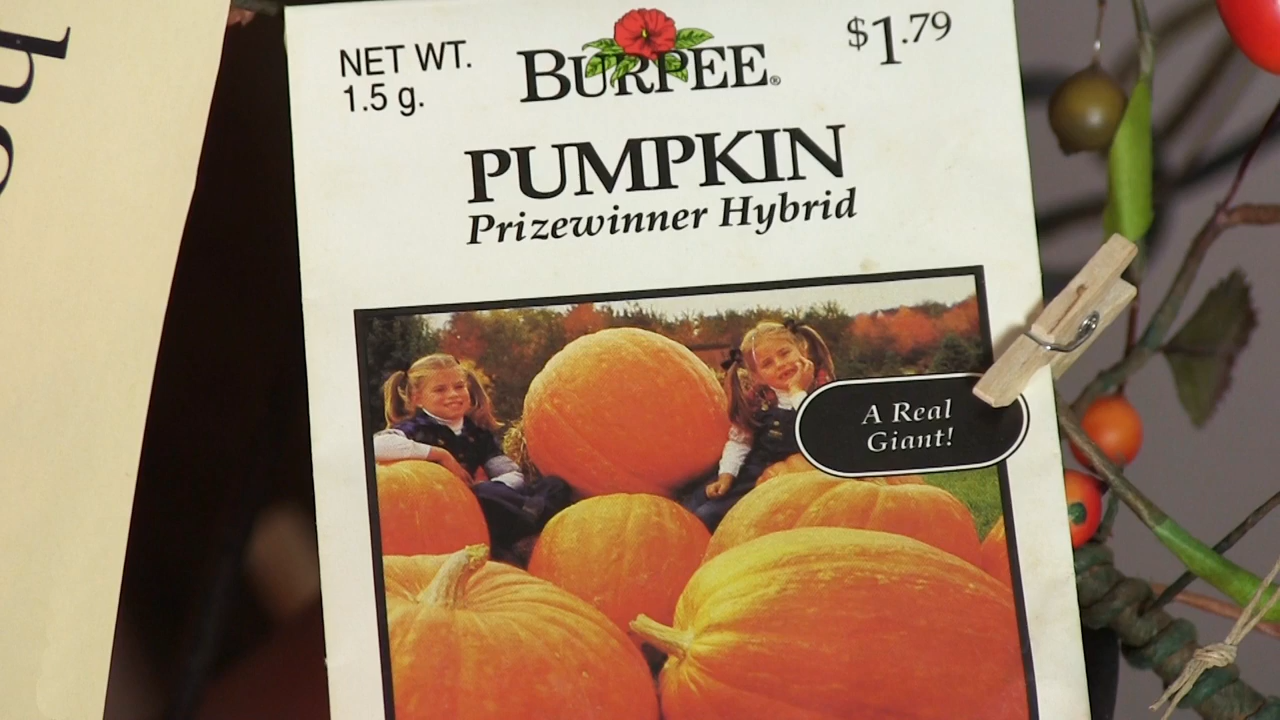 NET WT.
1.5 g.
BURPEE®
$1.79
PUMPKIN
Prizewinner Hybrid
A Real
Giant!